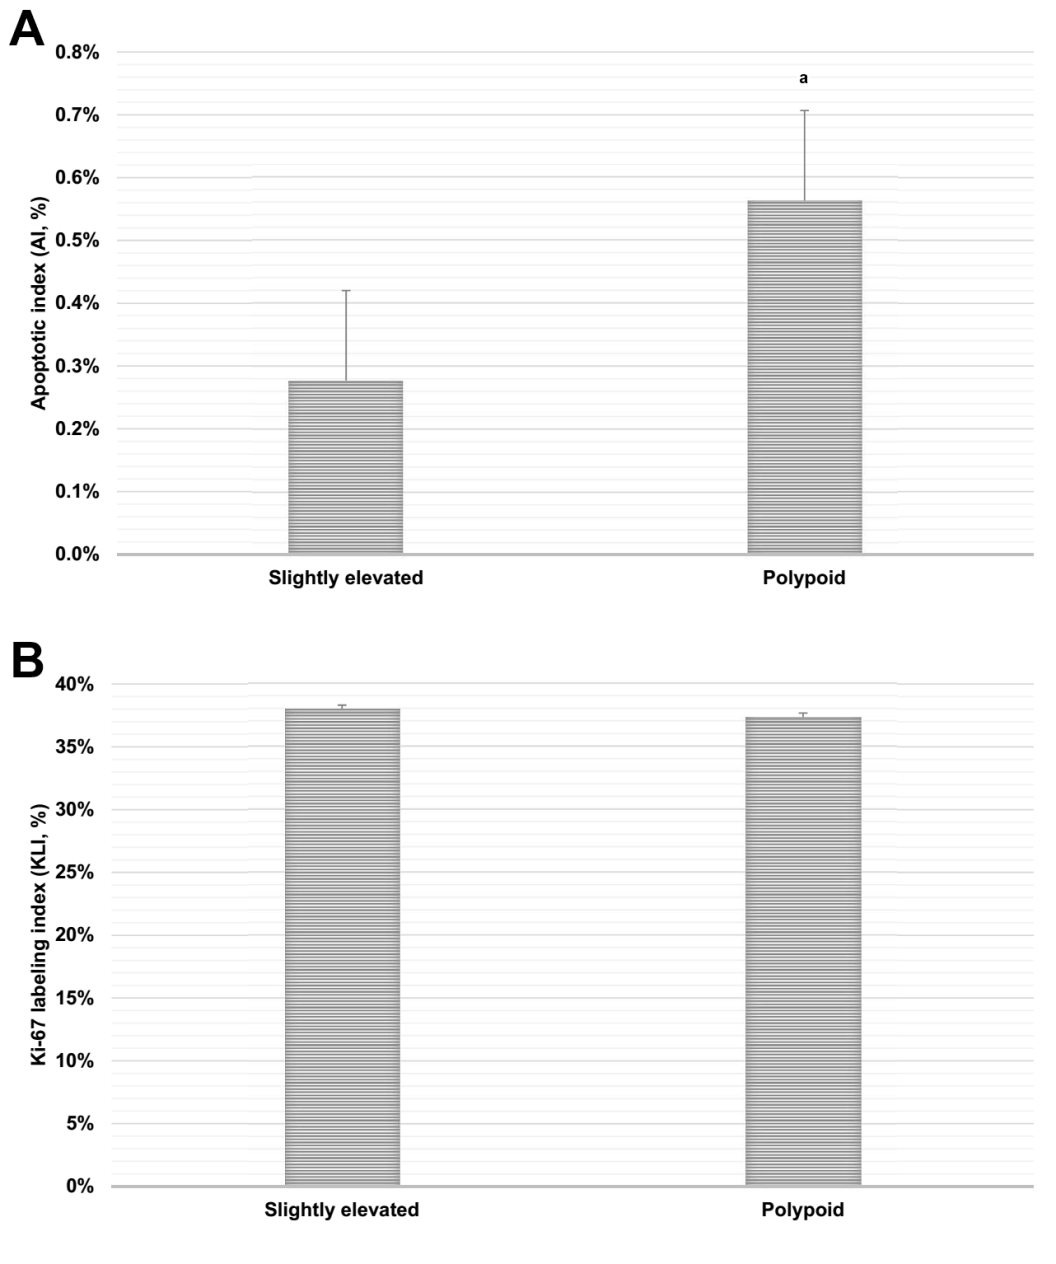 A
0.8%
a
0.7%
0.6%
0.5%
0.4%
0.3%
0.2%
0.1%
0.0%
Apoptotic index (AI, %)
Slightly elevated
Polypoid
B
40%
35%
30%
25%
20%
15%
10%
5%
0%
Ki-67 labeling index (KLI, %)
Slightly elevated
Polypoid